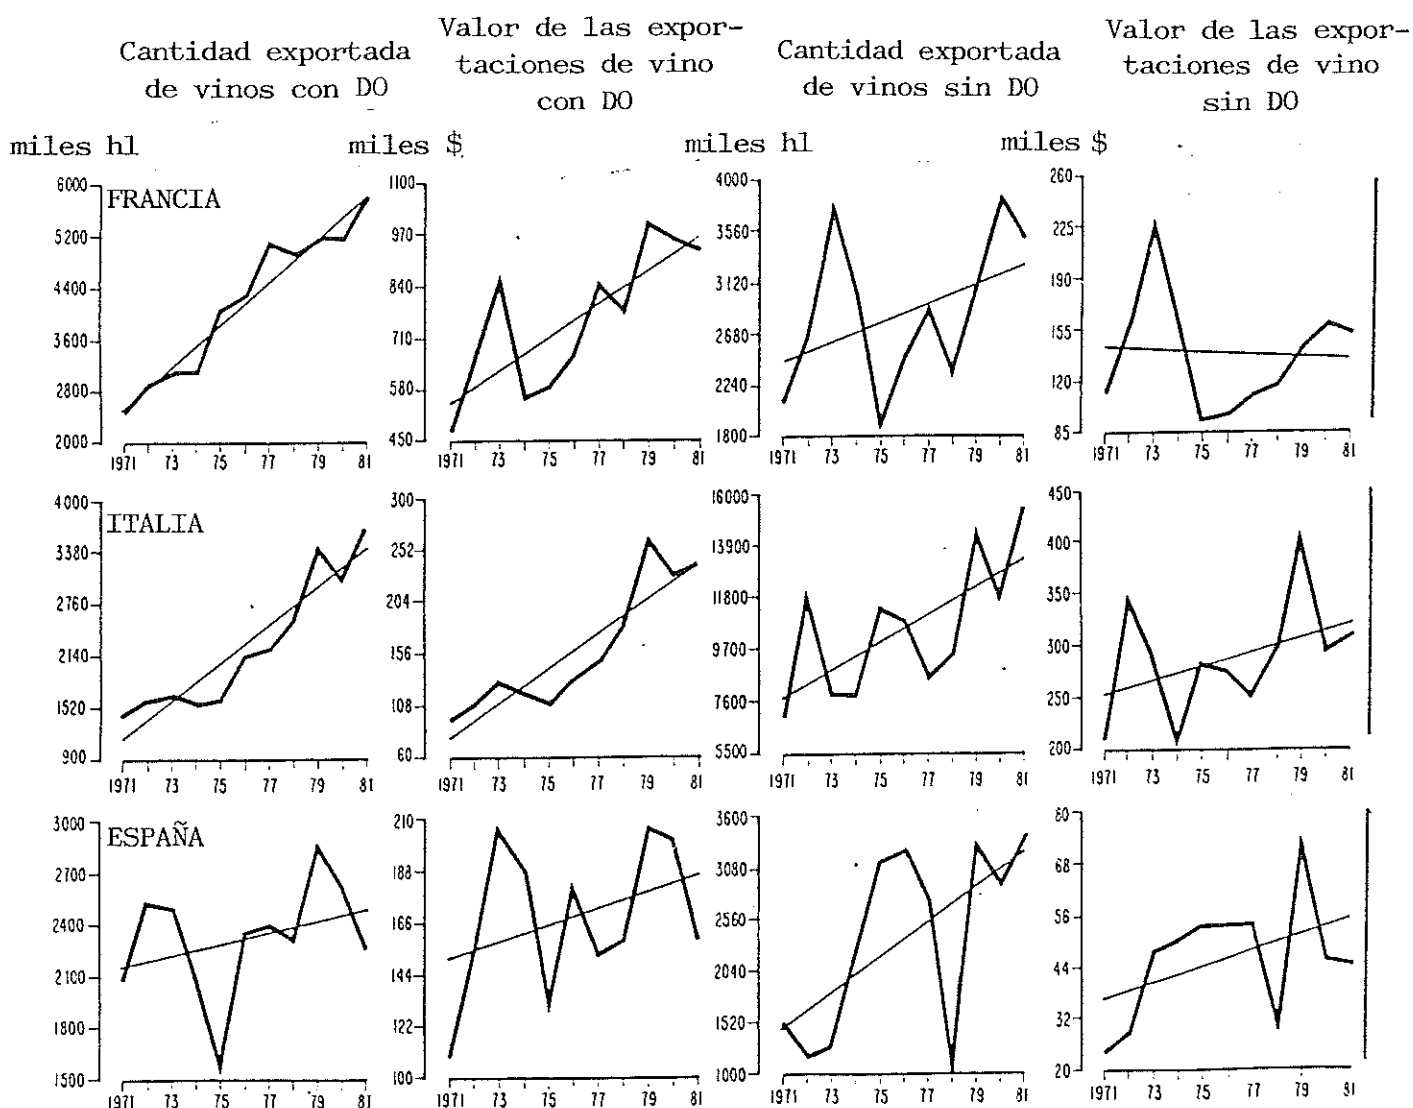 Cantidad exportada
de vinos con DO
Valor de las expor-
taciones de vino
con DO
Cantidad exportada
de vinos sin DO
Valor de las expor-
taciones de vino
sin DO
miles hl
miles $
miles hl
miles $
FRANCIA
6000
5200
4400
3600
2800
2000
1971 73 75 77 79 81
1100
970
840
710
580
450
1971 73 75 77 79 81
4000
3560
3120
2680
2240
1800
1971 73 75 77 79 81
260
225
190
155
120
85
1971 73 75 77 79 81
ITALIA
4000
3380
2760
2140
1520
900
1971 73 75 77 79 81
300
252
204
156
108
60
1971 73 75 77 79 81
16000
13900
11800
9700
7600
5500
1971 73 75 77 79 81
450
400
350
300
250
200
1971 73 75 77 79 81
ESPAÑA
3000
2700
2400
2100
1800
1500
1971 73 75 77 79 81
210
188
166
144
122
100
1971 73 75 77 79 81
3600
3080
2560
2040
1520
1000
1971 73 75 77 79 81
80
68
56
44
32
20
1971 73 75 77 79 81